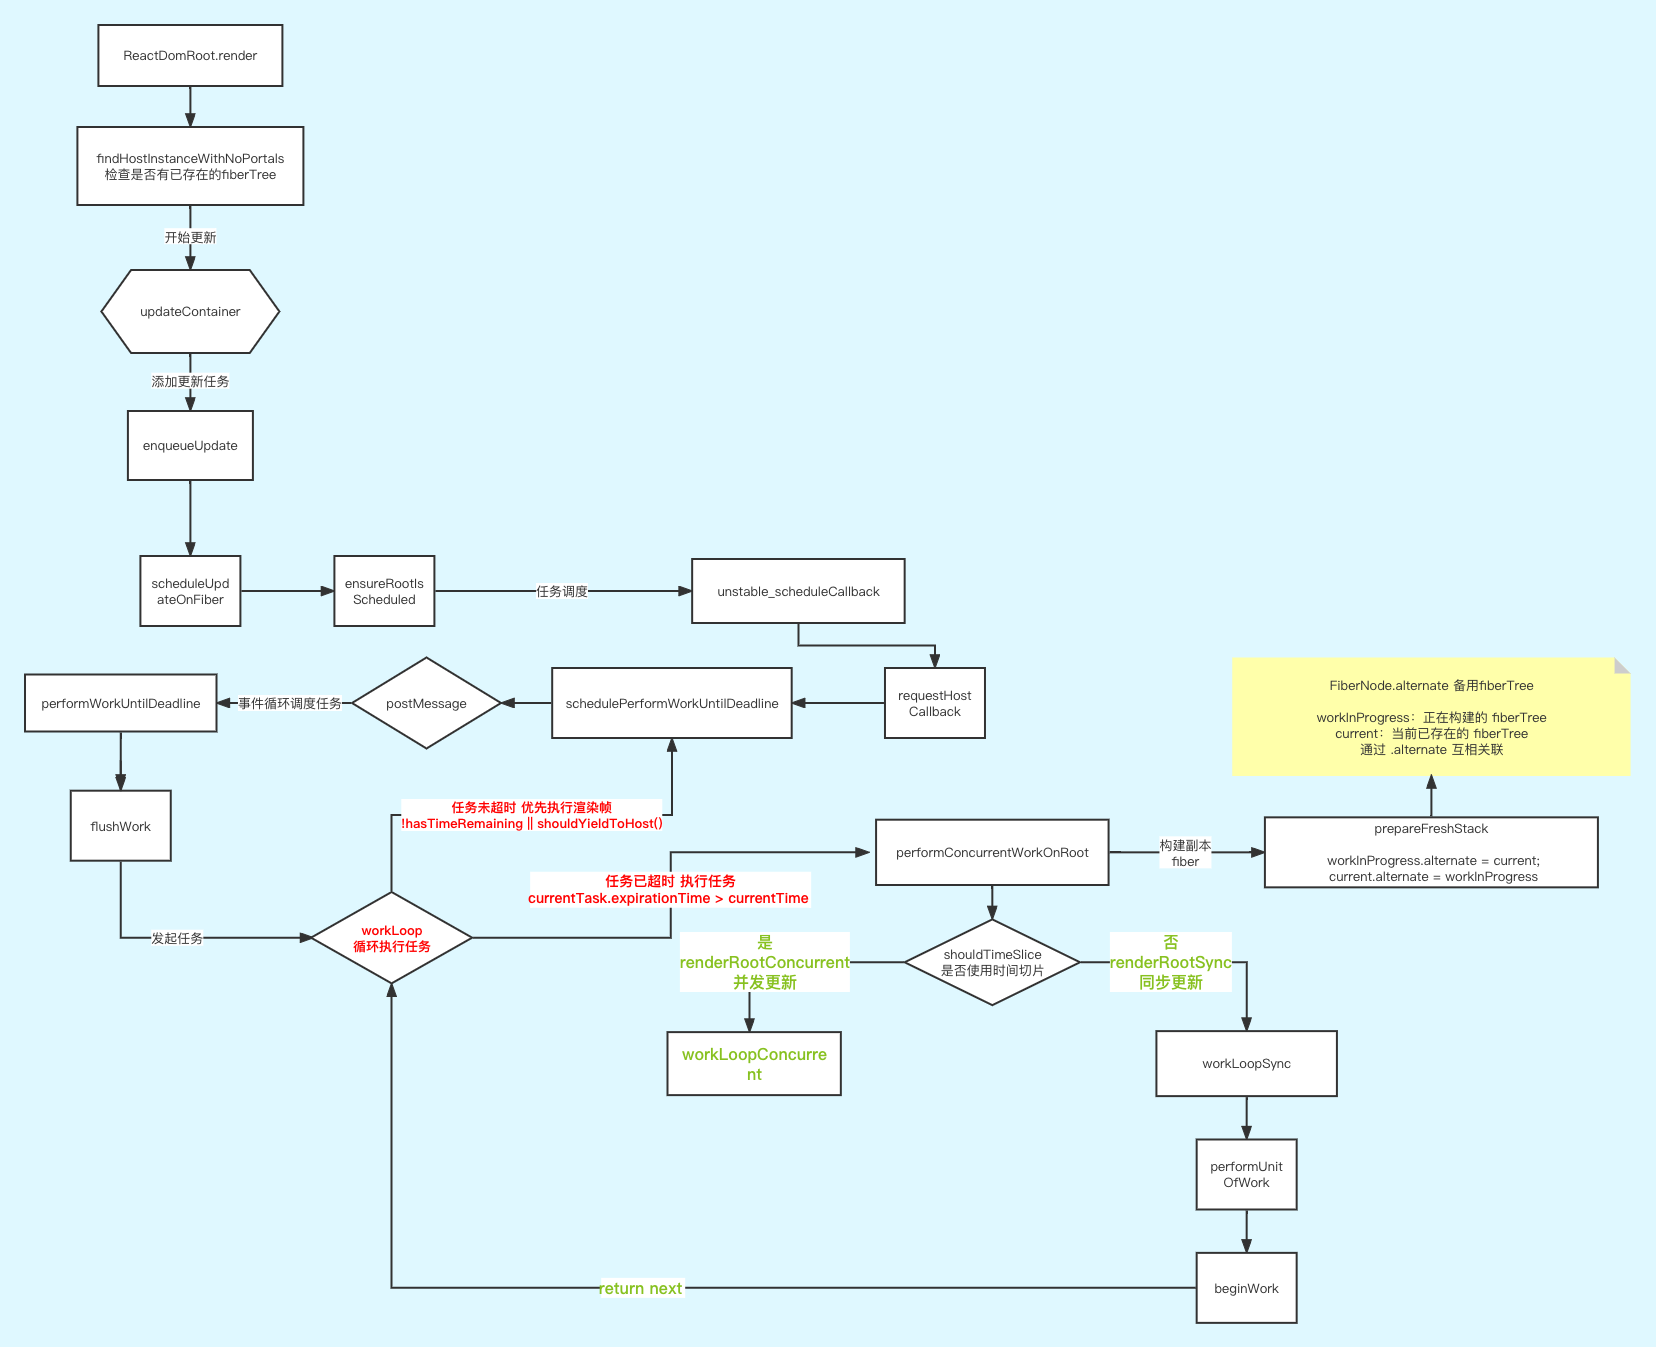 ReactDomRoot.render
findHostInstanceWithNoPortals
检查是否有已存在的fiberTree
开始更新
updateContainer
添加更新任务
enqueueUpdate
scheduleUpd
ateOnFiber
ensureRootIs
Scheduled
任务调度
unstable_scheduleCallback
requestHost
Callback
schedulePerformWorkUntilDeadline
postMessage
事件循环调度任务
performWorkUntilDeadline
flushWork
发起任务
workLoop
循环执行任务
任务未超时 优先执行渲染帧
!hasTimeRemaining || shouldYieldToHost()
任务已超时 执行任务
currentTask.expirationTime > currentTime
performConcurrentWorkOnRoot
构建副本
fiber
prepareFreshStack
workInProgress.alternate = current;
current.alternate = workInProgress
FiberNode.alternate 备用fiberTree
workInProgress：正在构建的 fiberTree
current：当前已存在的 fiberTree
通过 .alternate 互相关联
shouldTimeSlice
是否使用时间切片
是
renderRootConcurrent
并发更新
workLoopConcurre
nt
否
renderRootSync
同步更新
workLoopSync
performUnit
OfWork
beginWork
return next